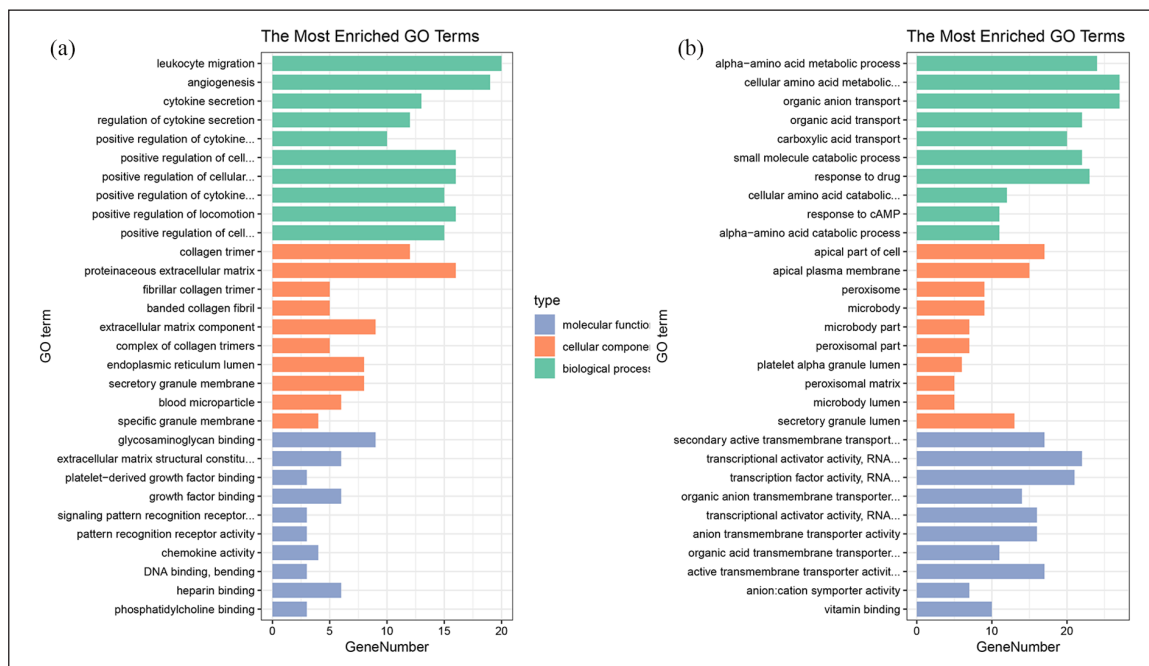 (a)
The Most Enriched GO Terms
leukocyte migration
angiogenesis
cytokine secretion
regulation of cytokine secretion
positive regulation of cytokine...
positive regulation of cell...
positive regulation of cellular...
positive regulation of cytokine...
positive regulation of locomotion
positive regulation of cell...
collagen trimer
proteinaceous extracellular matrix
fibrillar collagen trimer
banded collagen fibril
extracellular matrix component
complex of collagen trimers
endoplasmic reticulum lumen
secretory granule membrane
blood microparticle
specific granule membrane
glycosaminoglycan binding
extracellular matrix structural constitu...
platelet-derived growth factor binding
growth factor binding
signaling pattern recognition receptor...
pattern recognition receptor activity
chemokine activity
DNA binding, bending
heparin binding
phosphatidylcholine binding
GO term
0 5 10 15 20
GeneNumber
type
molecular function
cellular compone
biological process
(b)
The Most Enriched GO Terms
alpha-amino acid metabolic process
cellular amino acid metabolic...
organic anion transport
organic acid transport
carboxylic acid transport
small molecule catabolic process
response to drug
cellular amino acid catabolic...
response to cAMP
alpha-amino acid catabolic process
apical part of cell
apical plasma membrane
peroxisome
microbody
microbody part
peroxisomal part
platelet alpha granule lumen
peroxisomal matrix
microbody lumen
secretory granule lumen
secondary active transmembrane transport...
transcriptional activator activity, RNA...
transcription factor activity, RNA...
organic anion transmembrane transporter...
transcriptional activator activity, RNA...
anion transmembrane transporter activity
organic acid transmembrane transporter...
active transmembrane transporter activit...
anion:cation symporter activity
vitamin binding
GO term
0 10 20
GeneNumber